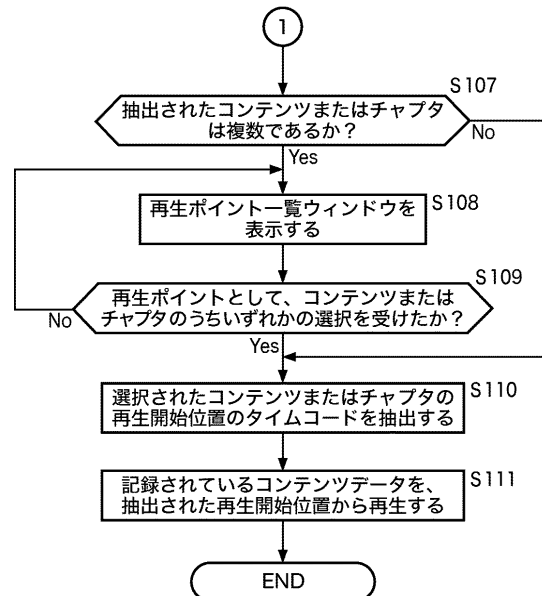 1
S107
抽出されたコンテンツまたはチャプタ
は複数であるか？
No
Yes
再生ポイント一覧ウィンドウを
表示する
S108
S109
再生ポイントとして、コンテンツまたは
チャプタのうちいずれかの選択を受けたか？
No
Yes
選択されたコンテンツまたはチャプタの
再生開始位置のタイムコードを抽出する
S110
記録されているコンテンツデータを、
抽出された再生開始位置から再生する
S111
END